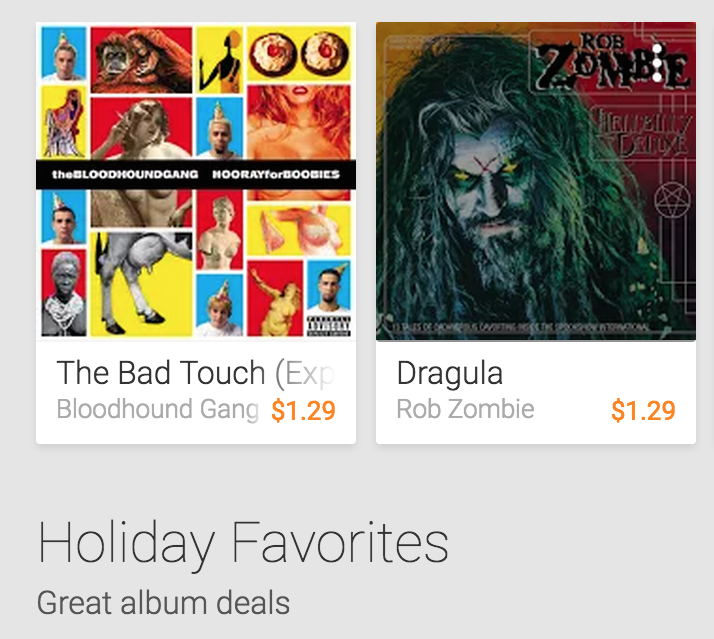 theBLOODHOUNDGANG HOORAYforBOOBIES
ROB
ZOMBIE
HELLBILLY
DELUXE
The Bad Touch (Exp
Bloodhound Gang $1.29
Dragula
Rob Zombie $1.29
Holiday Favorites
Great album deals